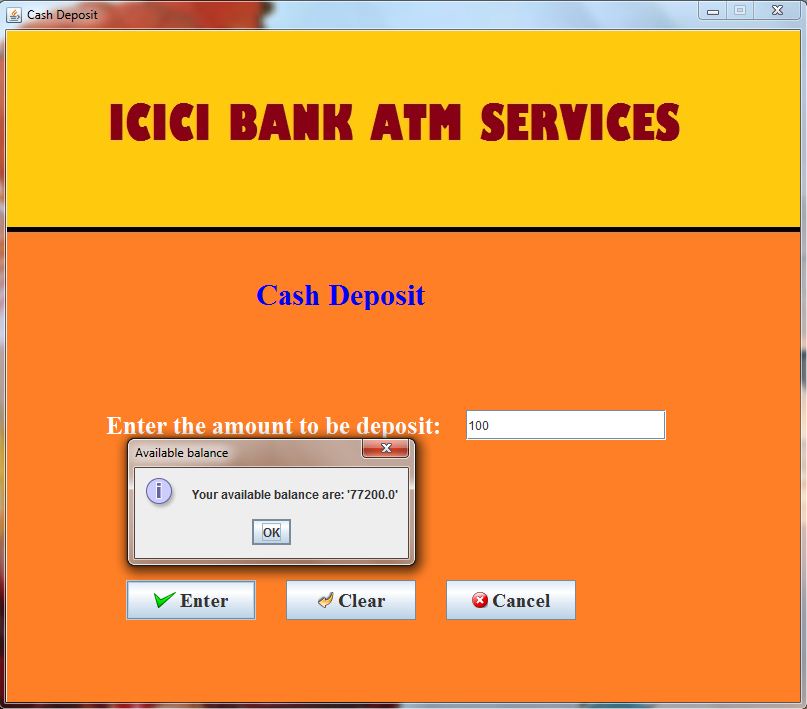 Cash Deposit
ICICI BANK ATM SERVICES
Cash Deposit
Enter the amount to be deposit: 100
Available balance
Your available balance are: '77200.0'
OK
Enter Clear Cancel